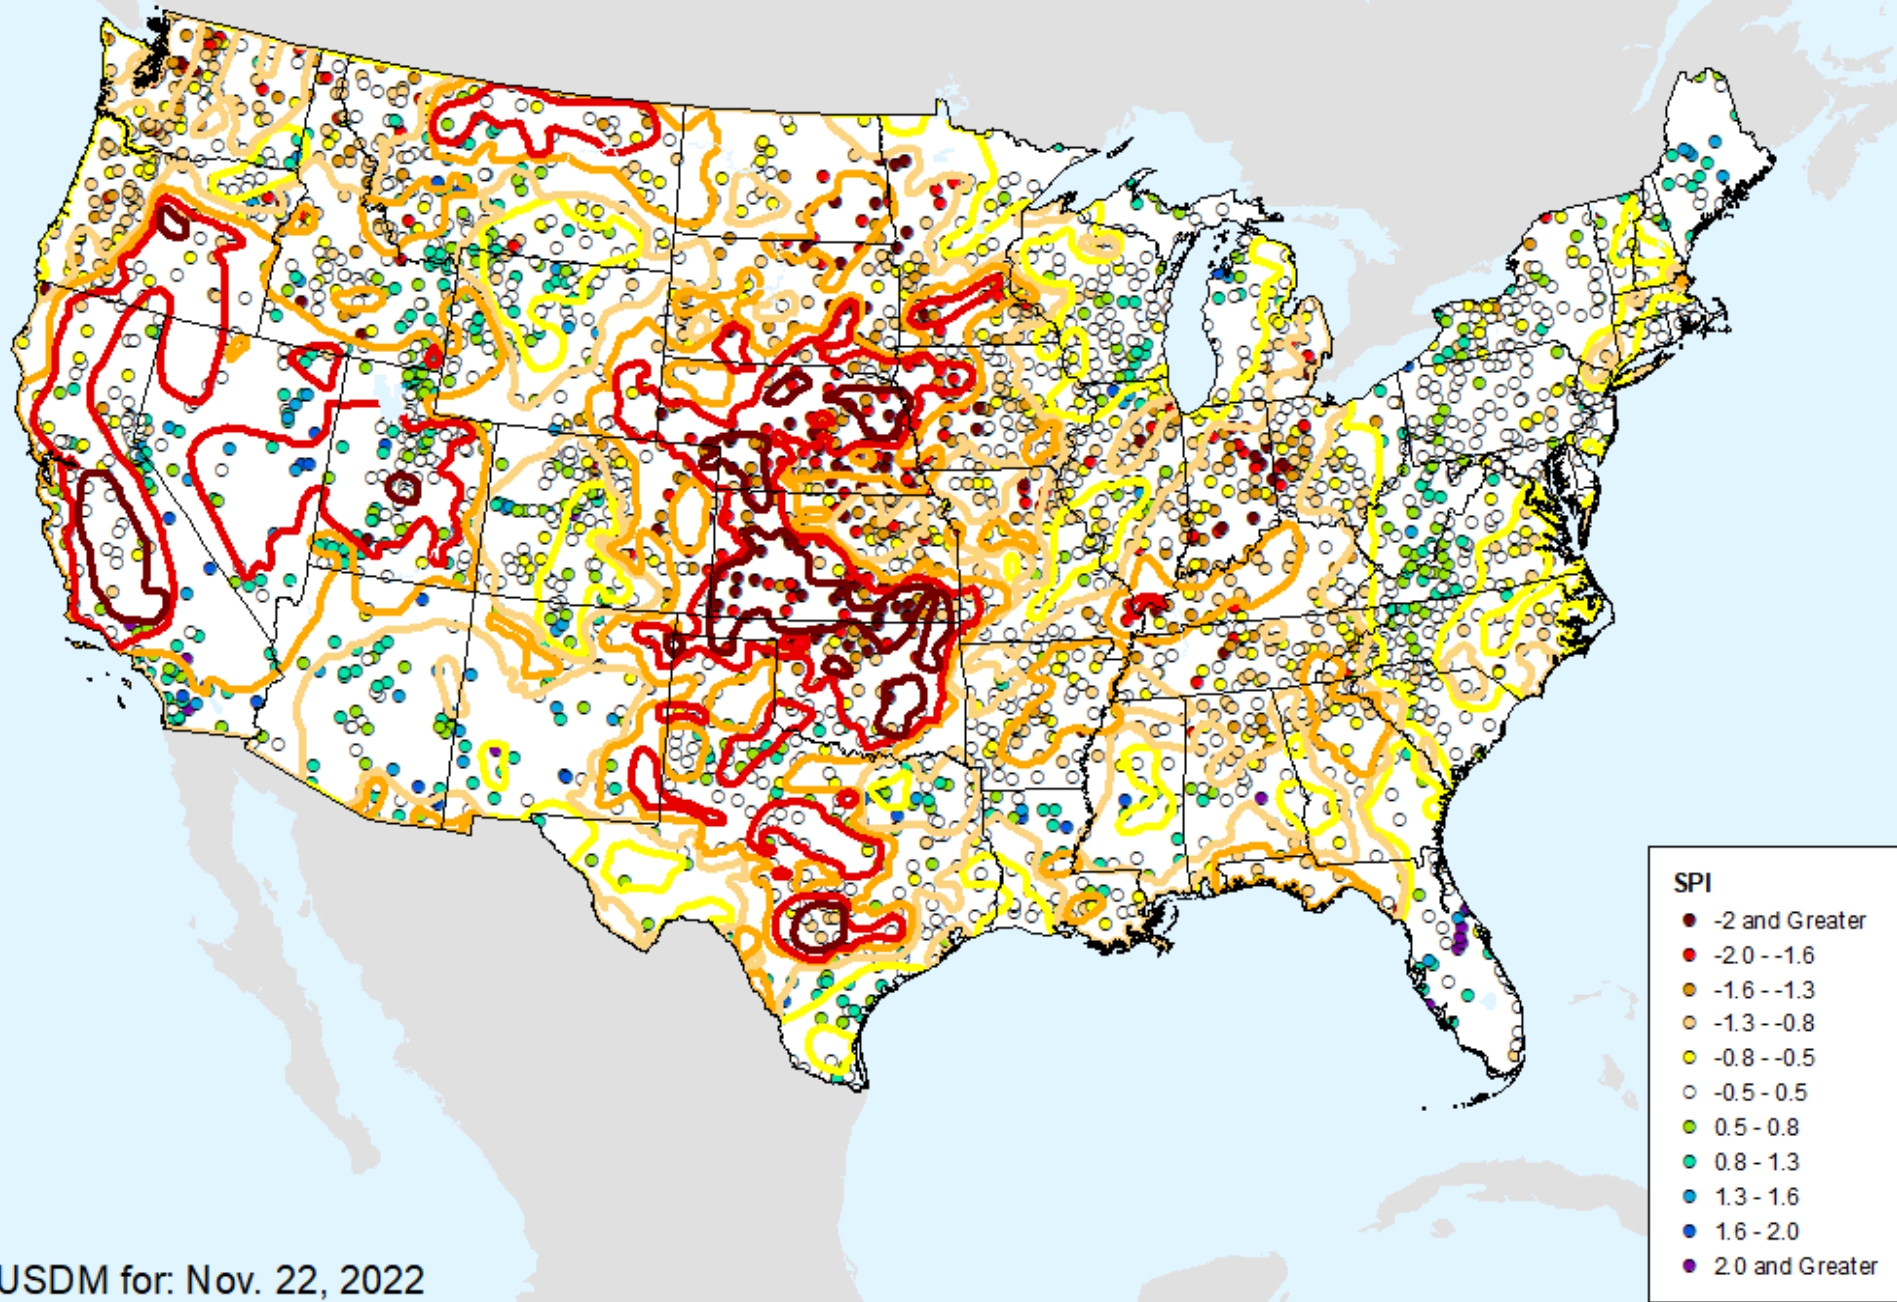 SPI
-2 and Greater
-2.0 - -1.6
-1.6 - -1.3
-1.3 - -0.8
-0.8 - -0.5
-0.5 - 0.5
0.5 - 0.8
0.8 - 1.3
1.3 - 1.6
1.6 - 2.0
2.0 and Greater
USDM for: Nov. 22, 2022